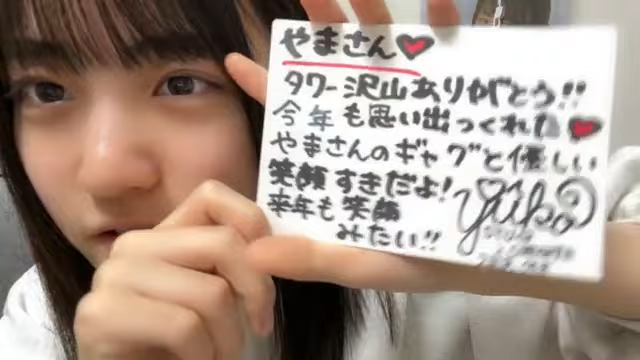 やまさん❤
タワー沢山ありがとう!!
今年も思い出つくれた❤
やまさんのギャグと優しい
笑顔すきだよ!
来年も笑顔
みたい!!